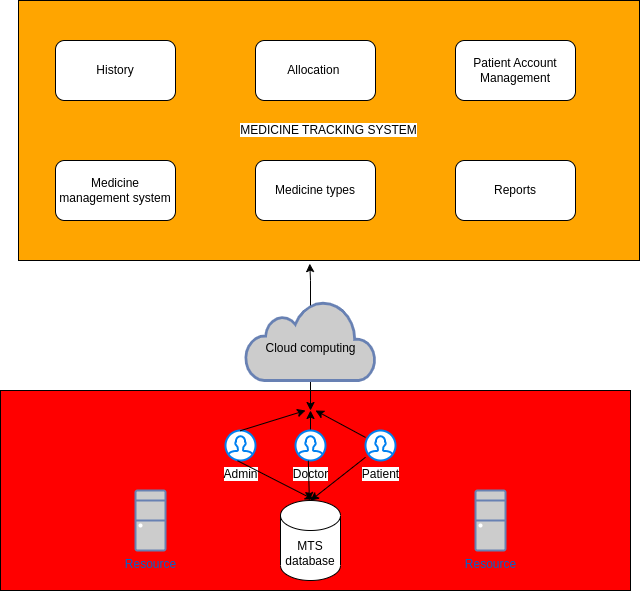 History
Allocation
Patient Account
Management
MEDICINE TRACKING SYSTEM
Medicine
management system
Medicine types
Reports
Cloud computing
Admin
Doctor
Patient
MTS
database